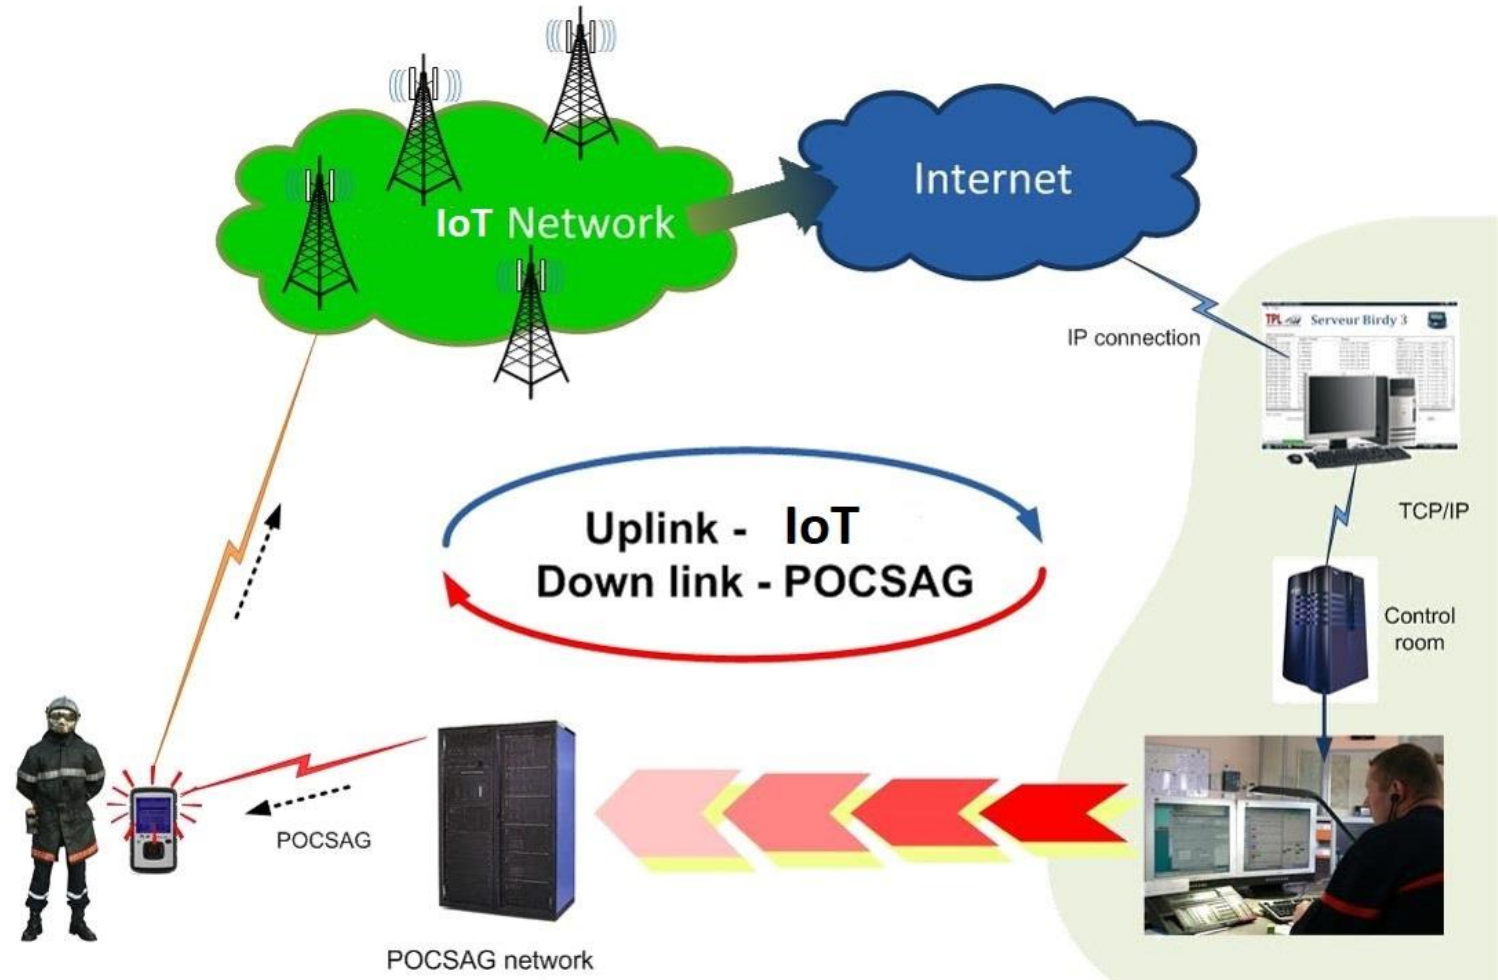 IoT Network
Internet
IP connection
TPL
Serveur Birdy 3
TCP/IP
Uplink - IoT
Down link - POCSAG
Control
room
POCSAG
POCSAG network